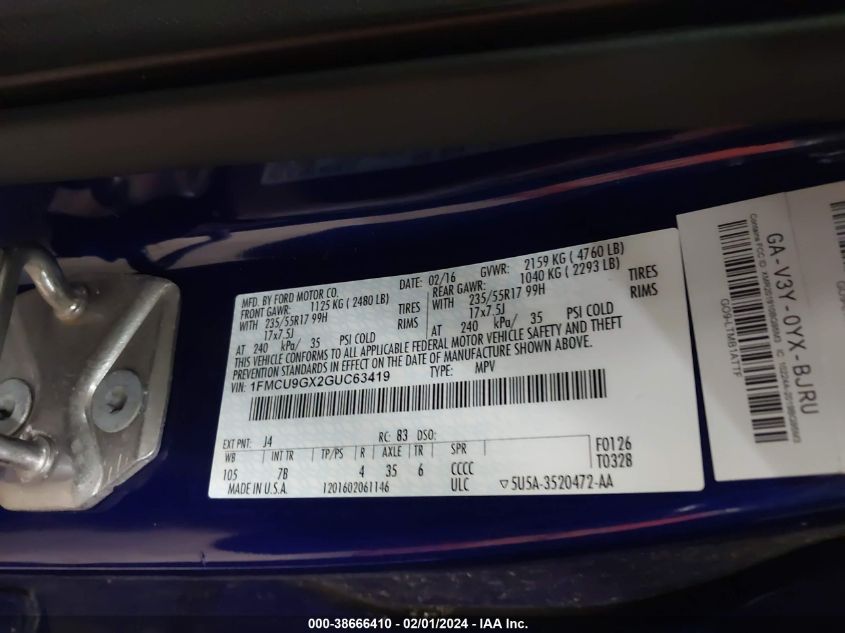 MFD. BY FORD MOTOR CO.
DATE: 02/16
GVWR: 2159 KG ( 4760 LB)
FRONT GAWR: 1125 KG ( 2480 LB)
REAR GAWR: 1040 KG ( 2293 LB)
WITH 235/55R17 99H TIRES
WITH 235/55R17 99H TIRES
17x7.5J RIMS
17x7.5J RIMS
AT 240 kPa/ 35 PSI COLD
AT 240 kPa/ 35 PSI COLD
THIS VEHICLE CONFORMS TO ALL APPLICABLE FEDERAL MOTOR VEHICLE SAFETY AND THEFT
PREVENTION STANDARDS IN EFFECT ON THE DATE OF MANUFACTURE SHOWN ABOVE.
VIN: 1FMCU9GX2GUC63419
TYPE: MPV
EXT PNT: J4 RC: 83 DSO:
WB INT TR TP/PS R AXLE TR SPR
105 7B 4 35 6 CCCC
F0126
T0328
MADE IN U.S.A. 1201602061146 ULC ▽5U5A-3520472-AA
GA-V3Y-0YX-BJRU
GO9-LTMB1ATTF
000-38666410 - 02/01/2024 - IAA Inc.